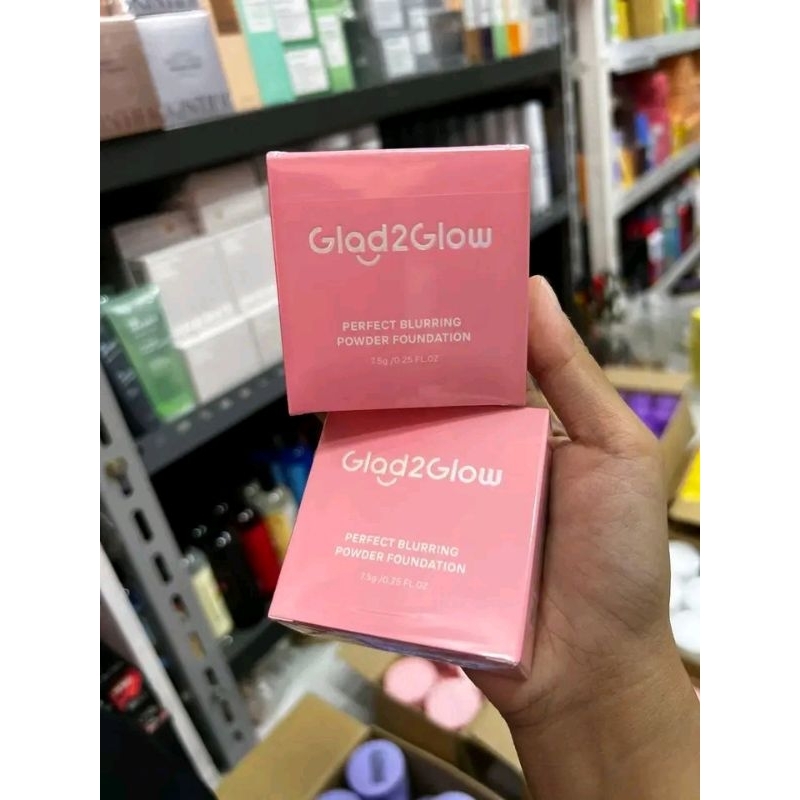 Glad2Glow
PERFECT BLURRING
POWDER FOUNDATION
7.5g /0.25 FL.OZ
Glad2Glow
PERFECT BLURRING
POWDER FOUNDATION
7.5g /0.25 FL.OZ